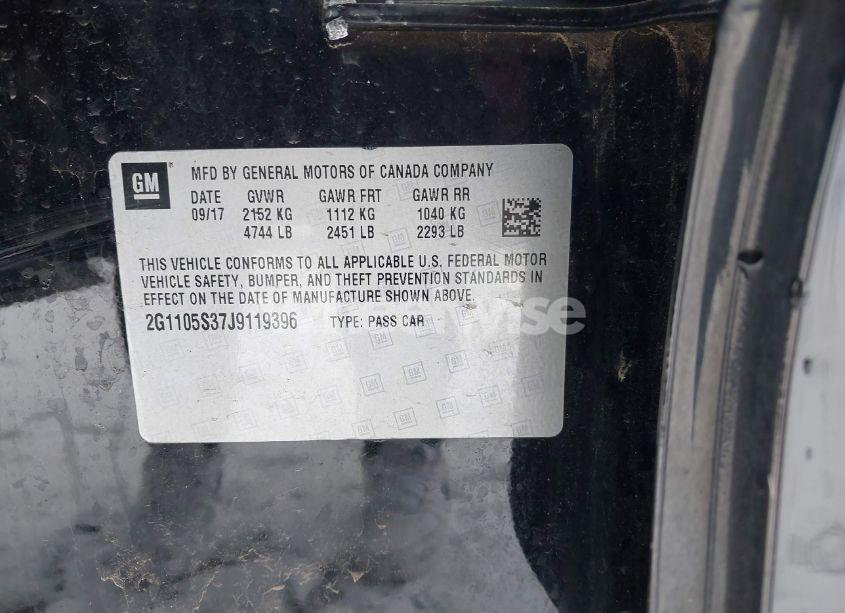 GM
MFD BY GENERAL MOTORS OF CANADA COMPANY
DATE GVWR GAWR FRT GAWR RR
09/17 2152 KG 1112 KG 1040 KG
4744 LB 2451 LB 2293 LB
THIS VEHICLE CONFORMS TO ALL APPLICABLE U.S. FEDERAL MOTOR
VEHICLE SAFETY, BUMPER, AND THEFT PREVENTION STANDARDS IN
EFFECT ON THE DATE OF MANUFACTURE SHOWN ABOVE.
2G1105S37J9119396 TYPE: PASS CAR